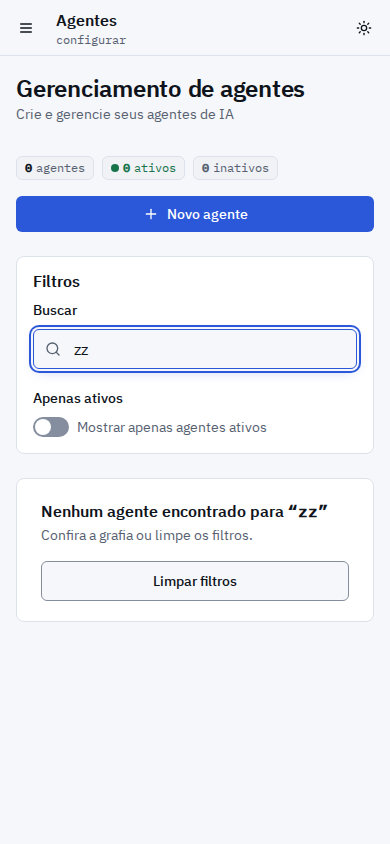 Agentes
configurar
Gerenciamento de agentes
Crie e gerencie seus agentes de IA
0 agentes
0 ativos
0 inativos
Novo agente
Filtros
Buscar
zz
Apenas ativos
Mostrar apenas agentes ativos
Nenhum agente encontrado para “zz”
Confira a grafia ou limpe os filtros.
Limpar filtros